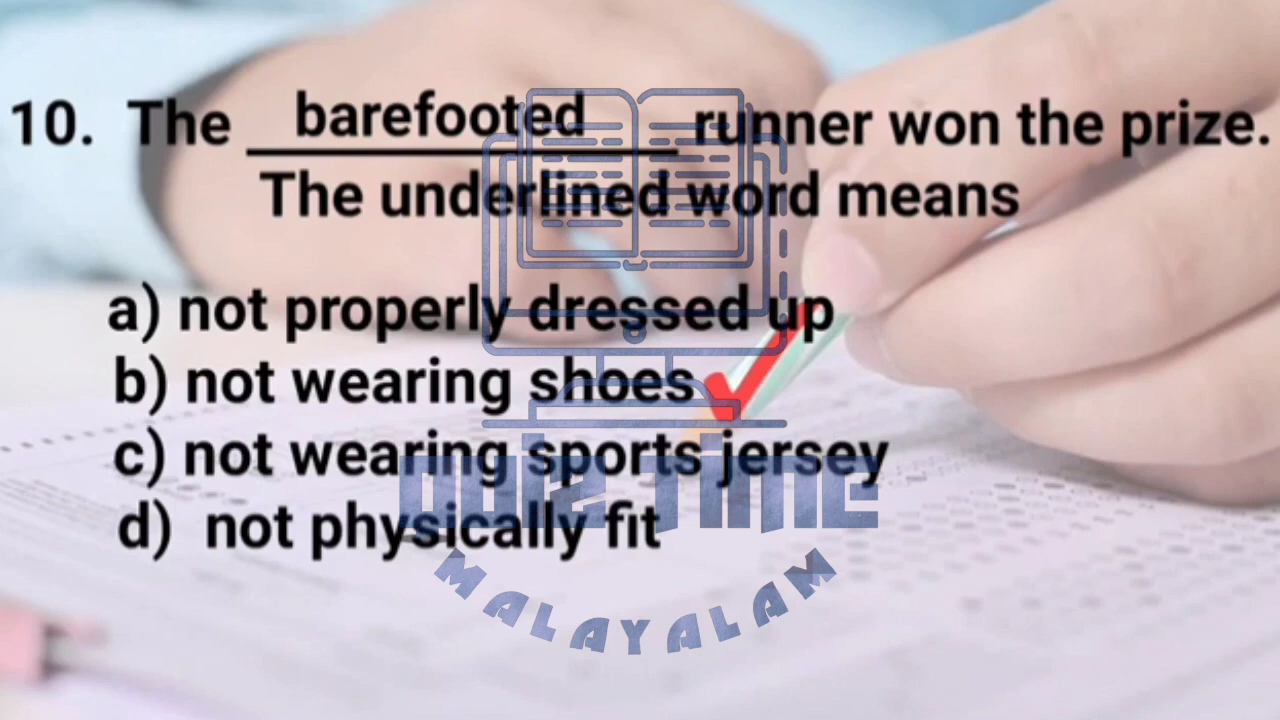 10. The barefooted runner won the prize.
The underlined word means
a) not properly dressed up
b) not wearing shoes
c) not wearing sports jersey
d) not physically fit
QUIZ TIME
MALAYALAM